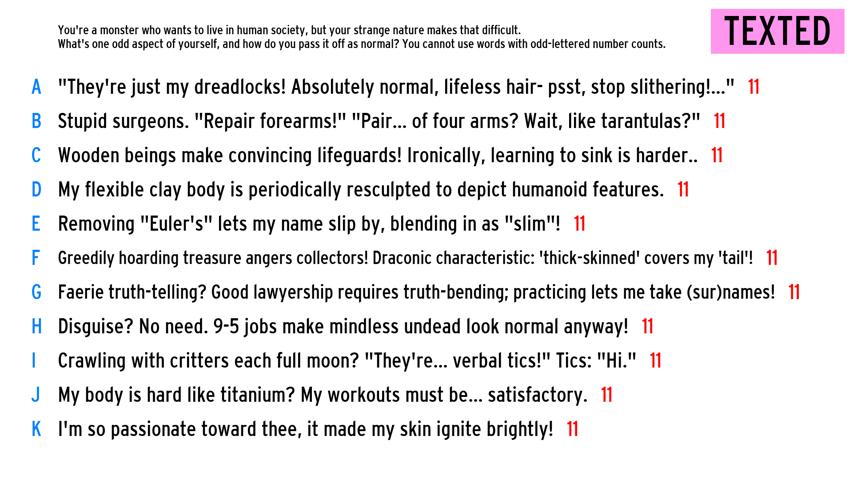 You're a monster who wants to live in human society, but your strange nature makes that difficult.
What's one odd aspect of yourself, and how do you pass it off as normal? You cannot use words with odd-lettered number counts.
TEXTED
A "They're just my dreadlocks! Absolutely normal, lifeless hair- psst, stop slithering!..." 11
B Stupid surgeons. "Repair forearms!" "Pair... of four arms? Wait, like tarantulas?" 11
C Wooden beings make convincing lifeguards! Ironically, learning to sink is harder.. 11
D My flexible clay body is periodically resculpted to depict humanoid features. 11
E Removing "Euler's" lets my name slip by, blending in as "slim"! 11
F Greedily hoarding treasure angers collectors! Draconic characteristic: 'thick-skinned' covers my 'tail'! 11
G Faerie truth-telling? Good lawyership requires truth-bending; practicing lets me take (sur)names! 11
H Disguise? No need. 9-5 jobs make mindless undead look normal anyway! 11
I Crawling with critters each full moon? "They're... verbal tics!" Tics: "Hi." 11
J My body is hard like titanium? My workouts must be... satisfactory. 11
K I'm so passionate toward thee, it made my skin ignite brightly! 11